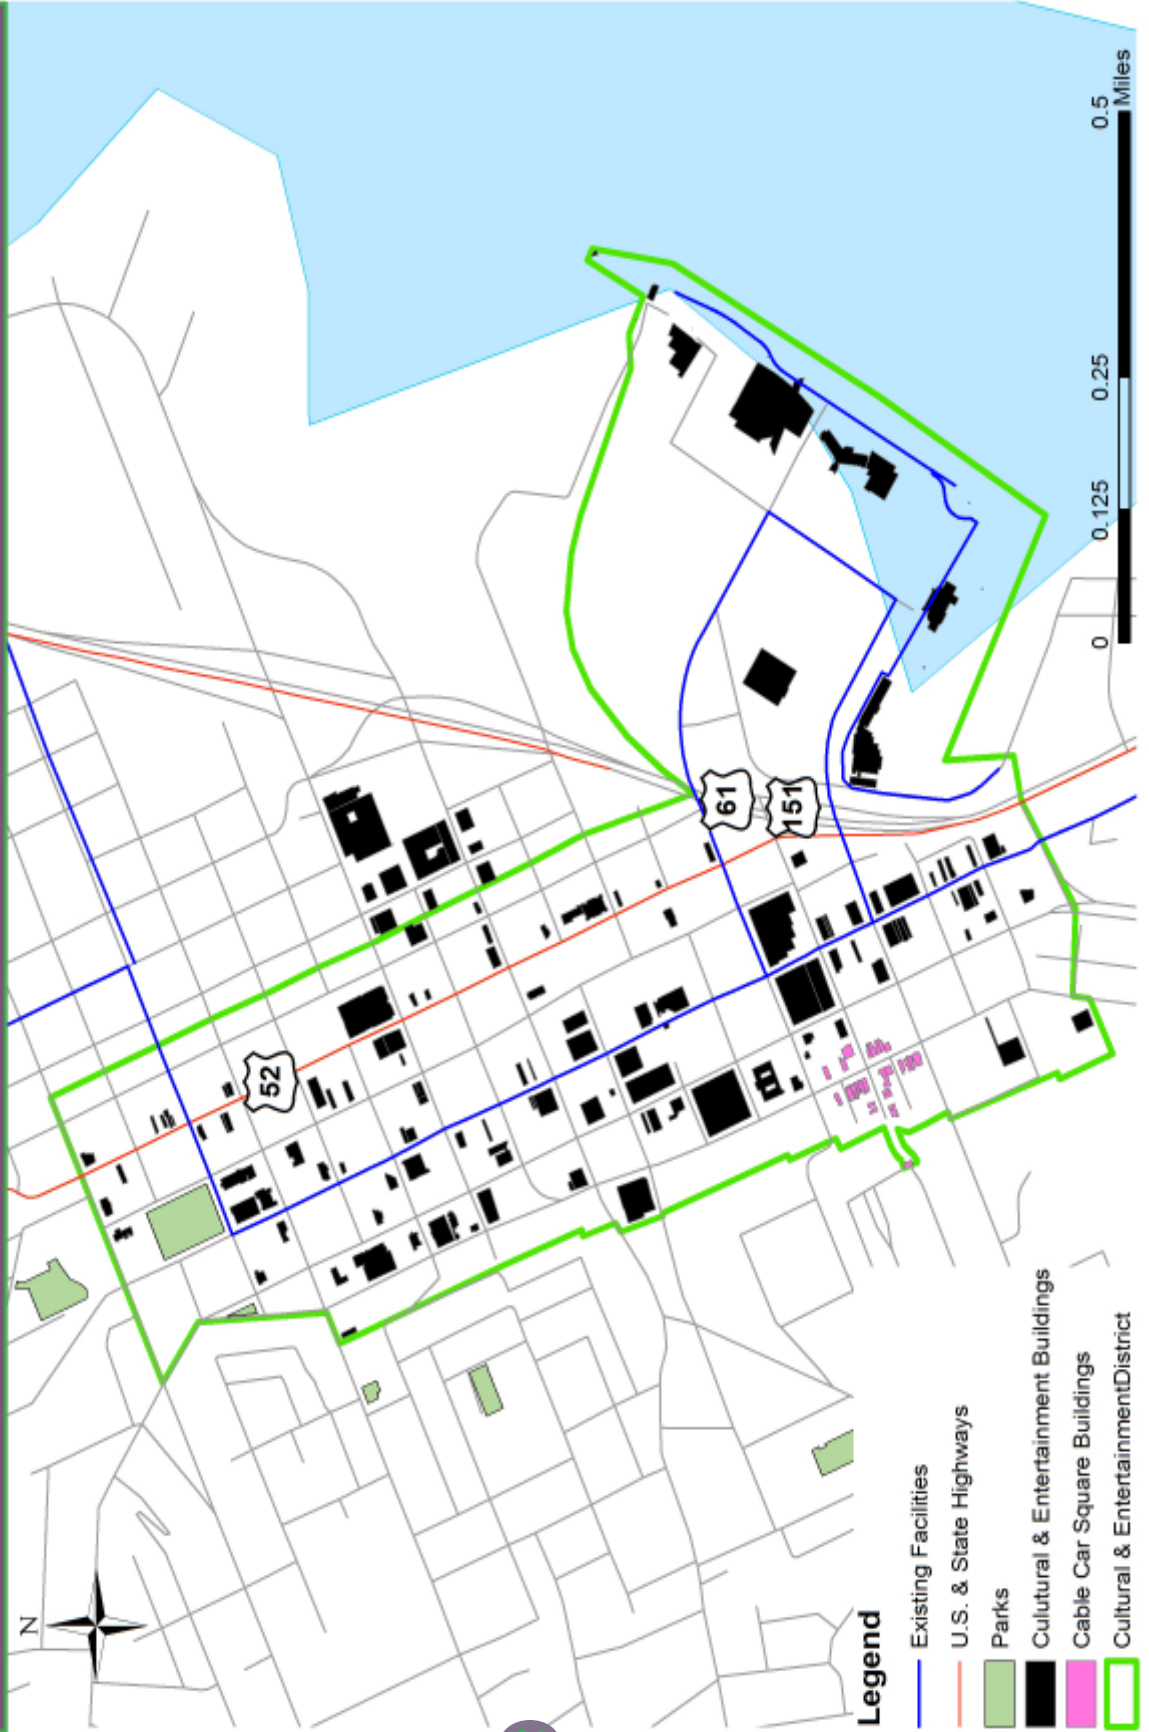 N
52
61
151
0
0.125
0.25
0.5
Miles
Legend
Existing Facilities
U.S. & State Highways
Parks
Culutural & Entertainment Buildings
Cable Car Square Buildings
Cultural & EntertainmentDistrict